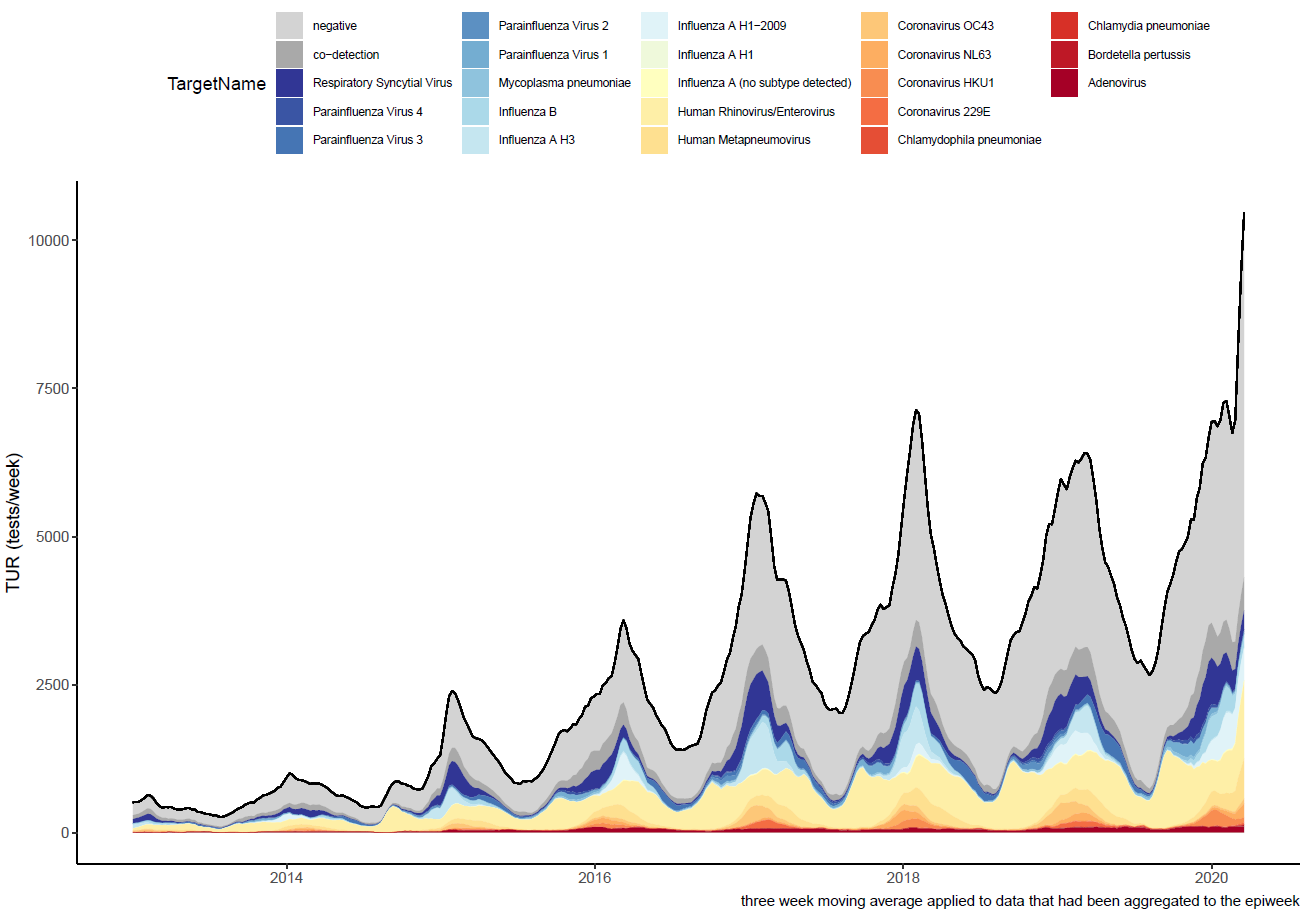 TargetName
negative
co−detection
Respiratory Syncytial Virus
Parainfluenza Virus 4
Parainfluenza Virus 3
Parainfluenza Virus 2
Parainfluenza Virus 1
Mycoplasma pneumoniae
Influenza B
Influenza A H3
Influenza A H1−2009
Influenza A H1
Influenza A (no subtype detected)
Human Rhinovirus/Enterovirus
Human Metapneumovirus
Coronavirus OC43
Coronavirus NL63
Coronavirus HKU1
Coronavirus 229E
Chlamydophila pneumoniae
Chlamydia pneumoniae
Bordetella pertussis
Adenovirus
TUR (tests/week)
10000
7500
5000
2500
0
2014
2016
2018
2020
three week moving average applied to data that had been aggregated to the epiweek